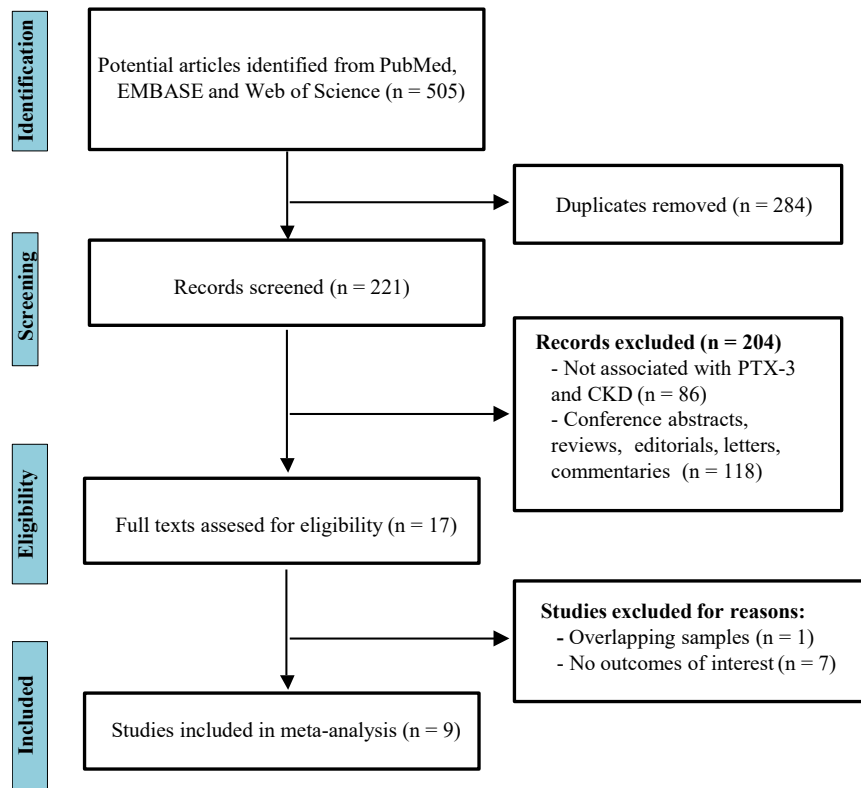 Identification
Potential articles identified from PubMed,
EMBASE and Web of Science (n = 505)
Duplicates removed (n = 284)
Screening
Records screened (n = 221)
Records excluded (n = 204)
- Not associated with PTX-3
and CKD (n = 86)
- Conference abstracts,
reviews, editorials, letters,
commentaries (n = 118)
Eligibility
Full texts assesed for eligibility (n = 17)
Studies excluded for reasons:
- Overlapping samples (n = 1)
- No outcomes of interest (n = 7)
Included
Studies included in meta-analysis (n = 9)